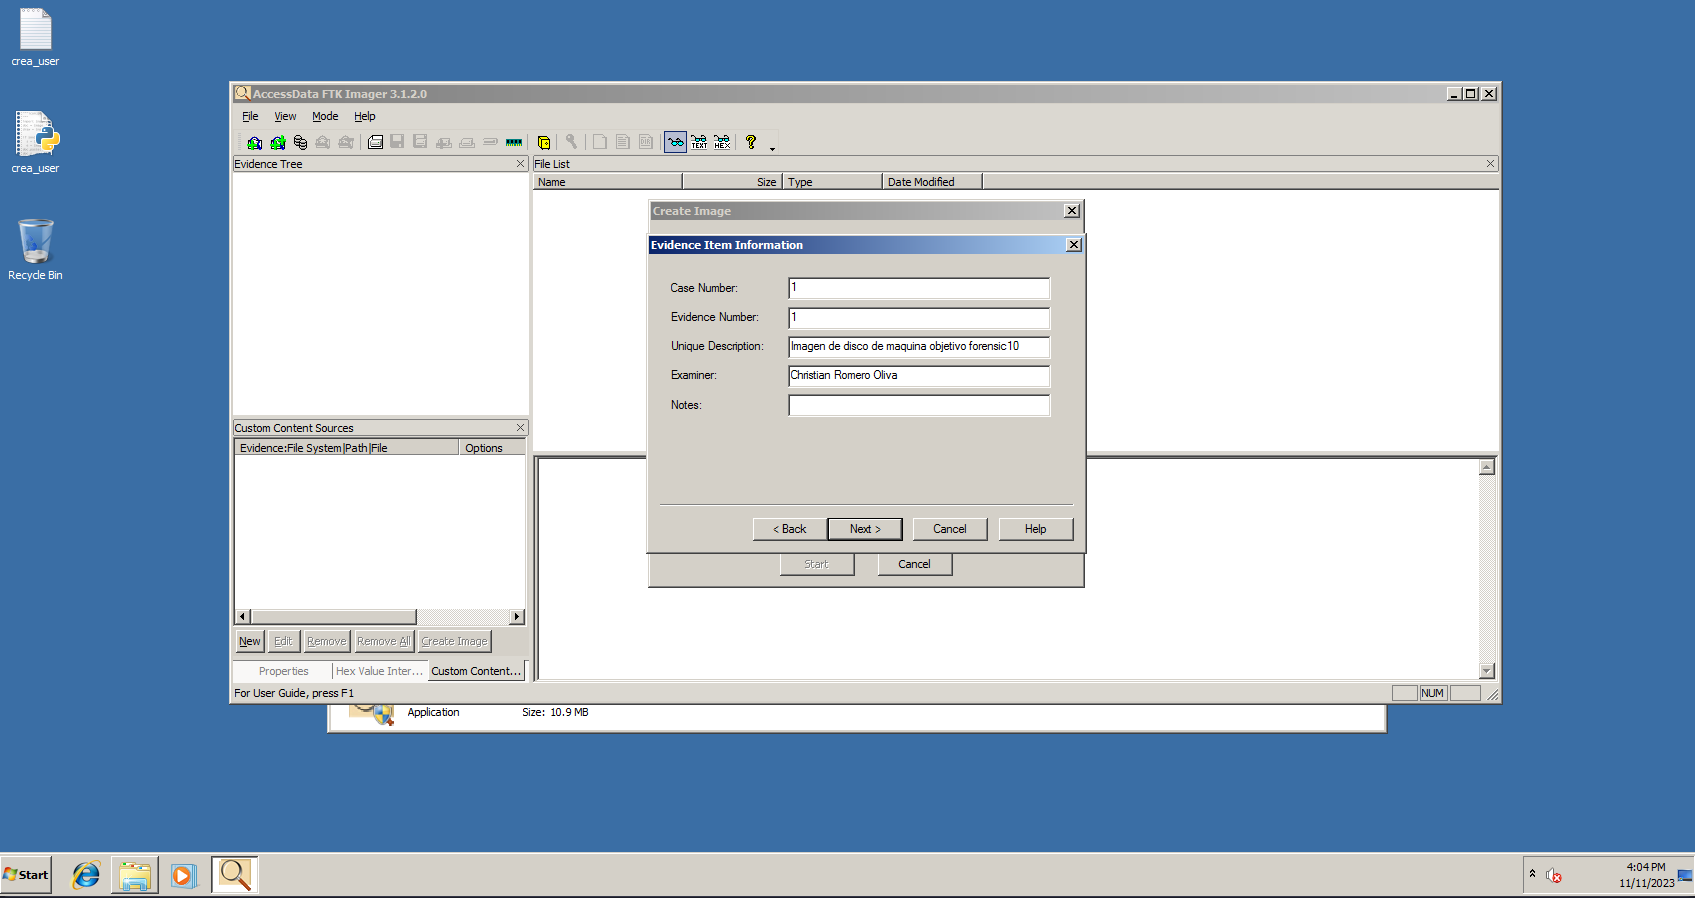 crea_user
crea_user
Recycle Bin
AccessData FTK Imager 3.1.2.0
File View Mode Help
TEXT HEX
Evidence Tree
File List
Name Size Type Date Modified
Create Image
Evidence Item Information
Case Number: 1
Evidence Number: 1
Unique Description: Imagen de disco de maquina objetivo forensic10
Examiner: Christian Romero Oliva
Notes:
< Back Next > Cancel Help
Start Cancel
Custom Content Sources
Evidence:File System|Path|File Options
New Edit Remove Remove All Create Image
Properties Hex Value Inter... Custom Content...
For User Guide, press F1
NUM
Application Size: 10.9 MB
Start
4:04 PM
11/11/2023